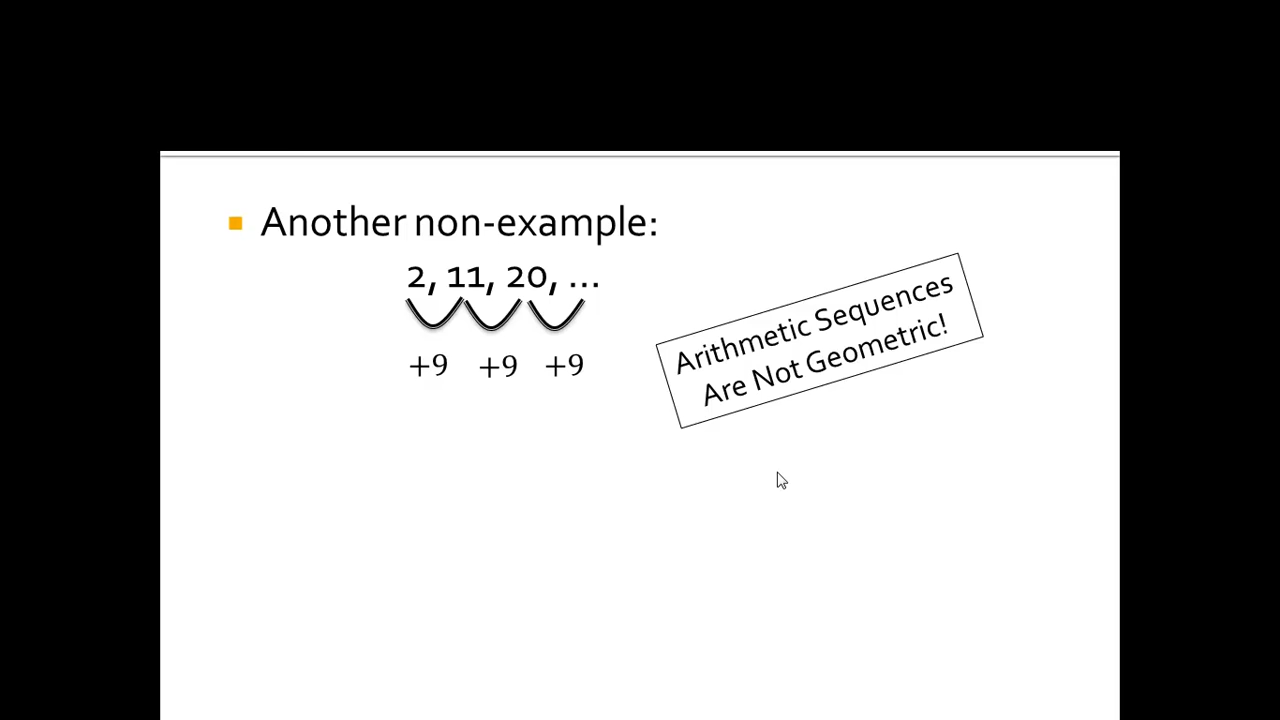 Another non-example:
2, 11, 20, ...
+9 +9 +9
Arithmetic Sequences
Are Not Geometric!